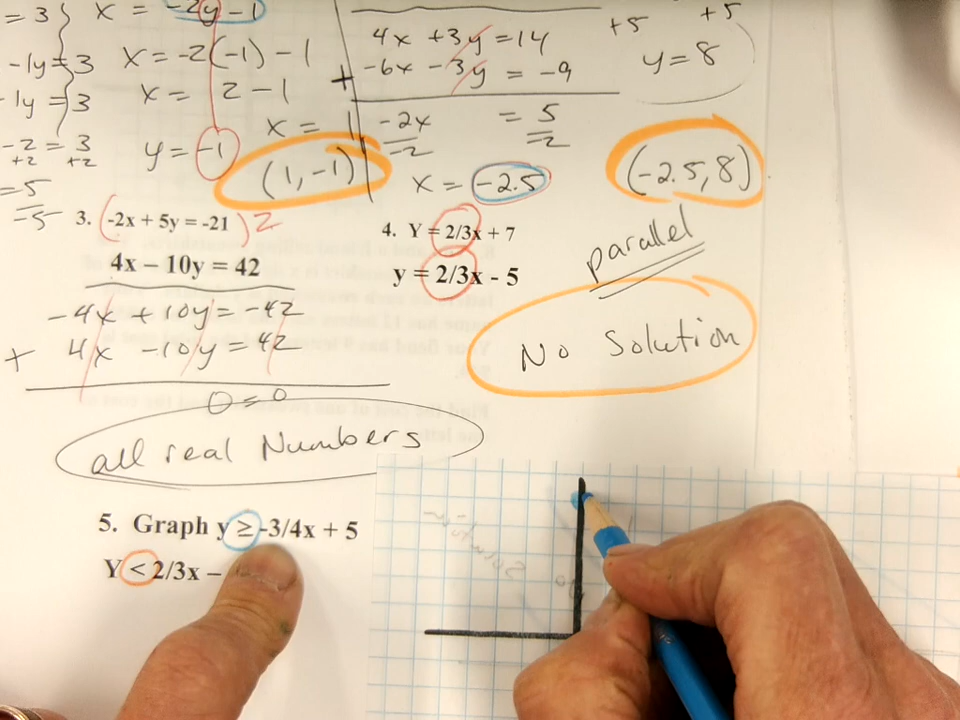 = 3
x = -2y - 1
-1y = 3
x = -2(-1) - 1
-1y = 3
x = 2 - 1
x = 1
-2 = 3
+2 +2
y = -1
= 5
-5
(1, -1)
4x + 3y = 14
+ -6x - 3y = -9
-2x = 5
-2 -2
x = -2.5
+5 +5
y = 8
(-2.5, 8)
3. (-2x + 5y = -21) 2
4x – 10y = 42
-4x + 10y = -42
+ 4x - 10y = 42
0 = 0
all real Numbers
4. Y = 2/3x + 7
y = 2/3x - 5
parallel
No Solution
5. Graph y ≥ -3/4x + 5
Y < 2/3x –